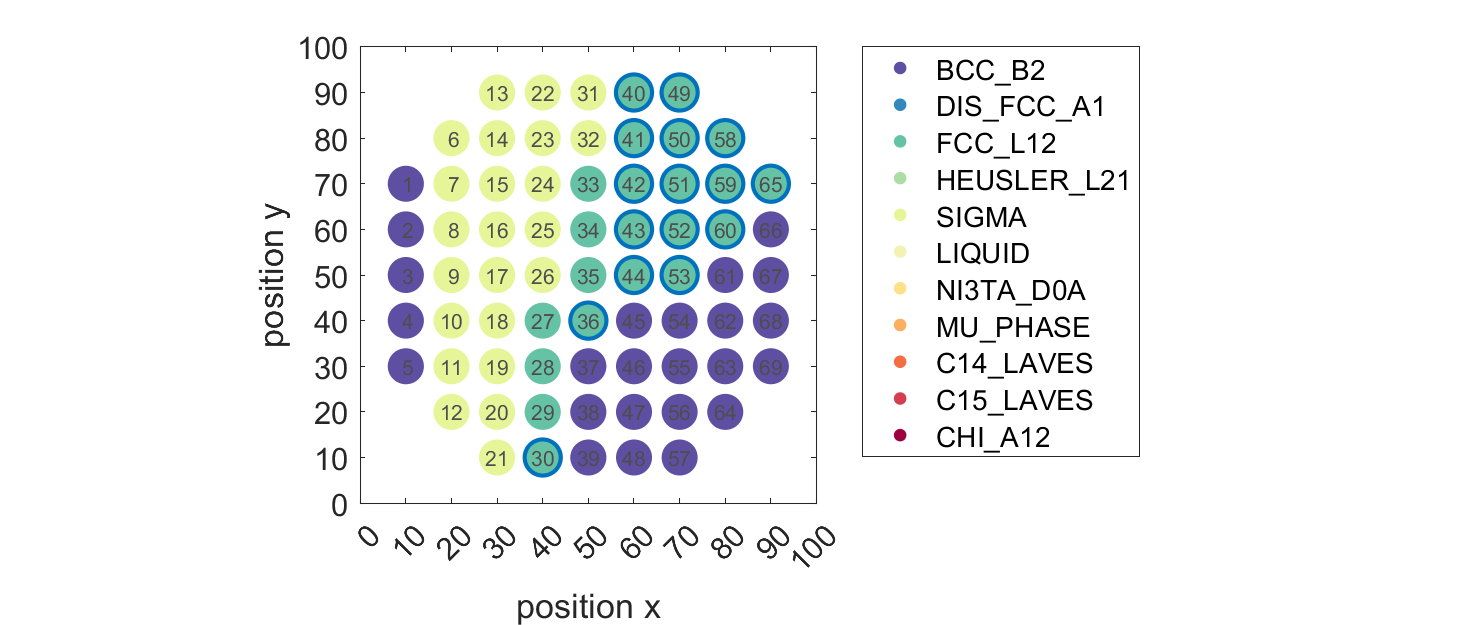 100
90
80
70
60
50
40
30
20
10
0
position y
13 22 31 40 49
6 14 23 32 41 50 58
1 7 15 24 33 42 51 59 65
2 8 16 25 34 43 52 60 66
3 9 17 26 35 44 53 61 67
4 10 18 27 36 45 54 62 68
5 11 19 28 37 46 55 63 69
12 20 29 38 47 56 64
21 30 39 48 57
0 10 20 30 40 50 60 70 80 90 100
position x
BCC_B2
DIS_FCC_A1
FCC_L12
HEUSLER_L21
SIGMA
LIQUID
NI3TA_D0A
MU_PHASE
C14_LAVES
C15_LAVES
CHI_A12